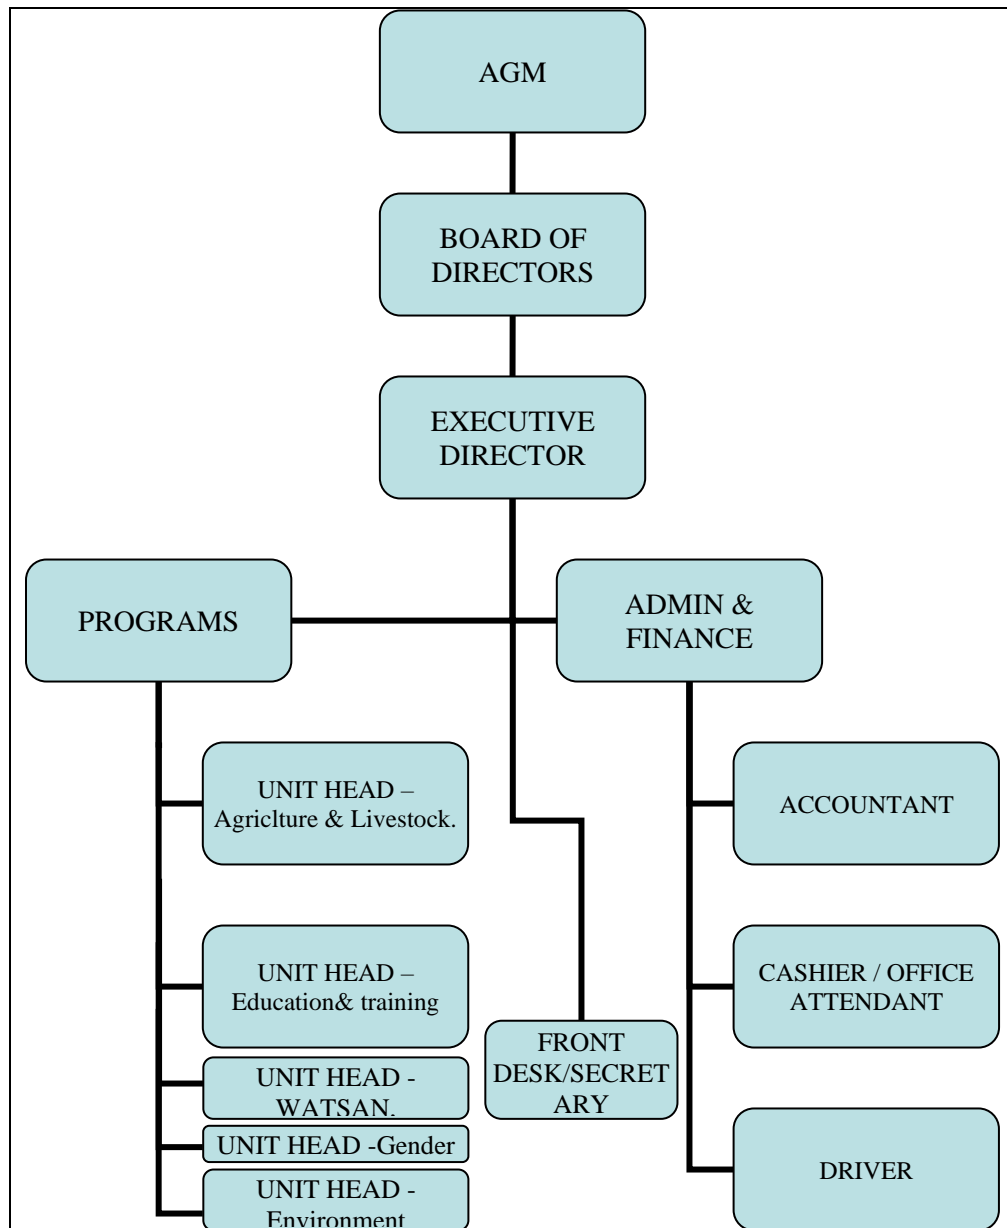 AGM
BOARD OF
DIRECTORS
EXECUTIVE
DIRECTOR
PROGRAMS
ADMIN &
FINANCE
UNIT HEAD –
Agriclture & Livestock.
ACCOUNTANT
UNIT HEAD –
Education& training
CASHIER / OFFICE
ATTENDANT
FRONT
DESK/SECRET
ARY
UNIT HEAD -
WATSAN.
UNIT HEAD -Gender
UNIT HEAD -
Environment
DRIVER